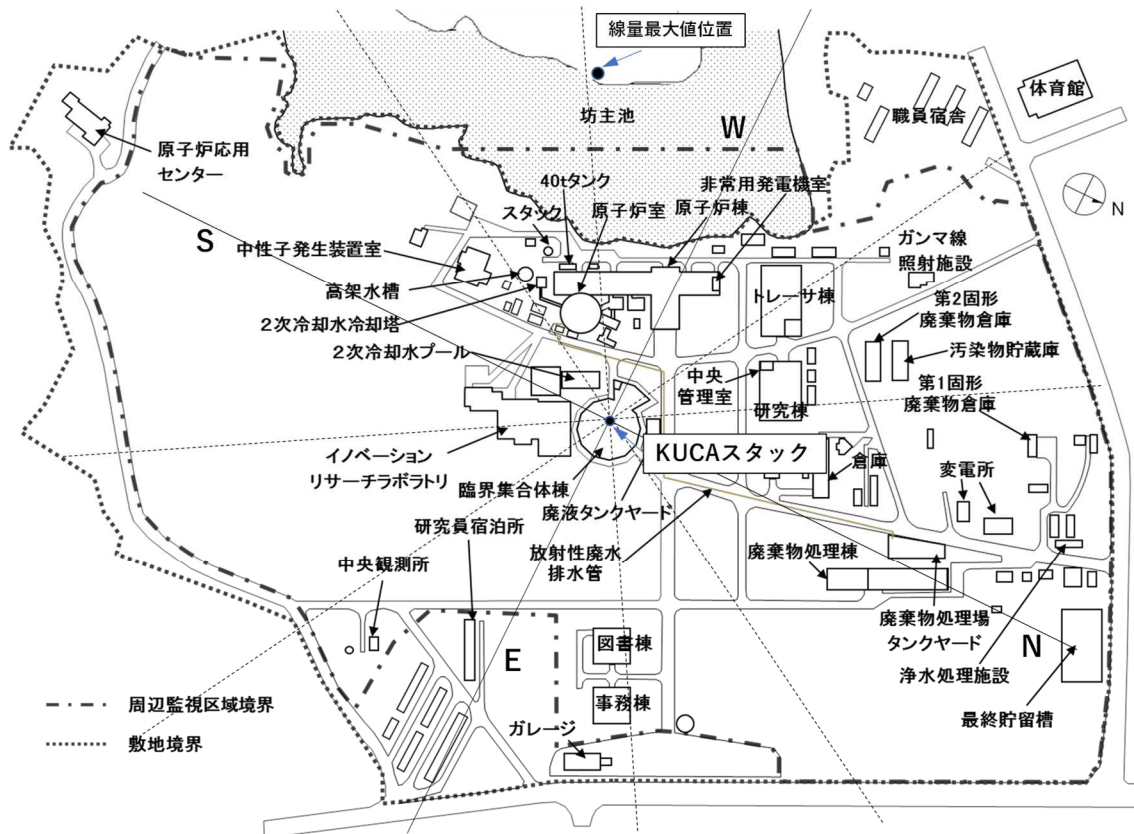 線量最大値位置
体育館
職員宿舎
坊主池
W
原子炉応用
センター
40tタンク
非常用発電機室
スタック
原子炉室
原子炉棟
N
S
中性子発生装置室
ガンマ線
照射施設
高架水槽
トレーサ棟
第2固形
廃棄物倉庫
2次冷却水冷却塔
汚染物貯蔵庫
2次冷却水プール
中央
管理室
第1固形
廃棄物倉庫
研究棟
KUCAスタック
イノベーション
リサーチラボラトリ
倉庫
臨界集合体棟
変電所
廃液タンクヤード
研究員宿泊所
放射性廃水
排水管
廃棄物処理棟
中央観測所
廃棄物処理場
タンクヤード
図書棟
E
N
浄水処理施設
事務棟
周辺監視区域境界
最終貯留槽
ガレージ
敷地境界